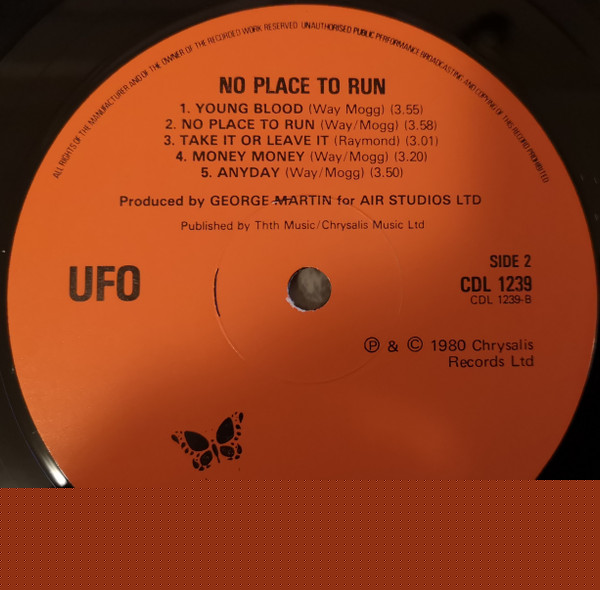 ALL RIGHTS OF THE MANUFACTURER AND OF THE OWNER OF THE RECORDED WORK RESERVED. UNAUTHORISED PUBLIC PERFORMANCE BROADCASTING AND COPYING OF THIS RECORD PROHIBITED
NO PLACE TO RUN
1. YOUNG BLOOD (Way Mogg) (3.55)
2. NO PLACE TO RUN (Way/Mogg) (3.58)
3. TAKE IT OR LEAVE IT (Raymond) (3.01)
4. MONEY MONEY (Way/Mogg) (3.20)
5. ANYDAY (Way/Mogg) (3.50)
Produced by GEORGE MARTIN for AIR STUDIOS LTD
Published by Thth Music/Chrysalis Music Ltd
UFO
SIDE 2
CDL 1239
CDL 1239-B
Ⓟ & © 1980 Chrysalis
Records Ltd